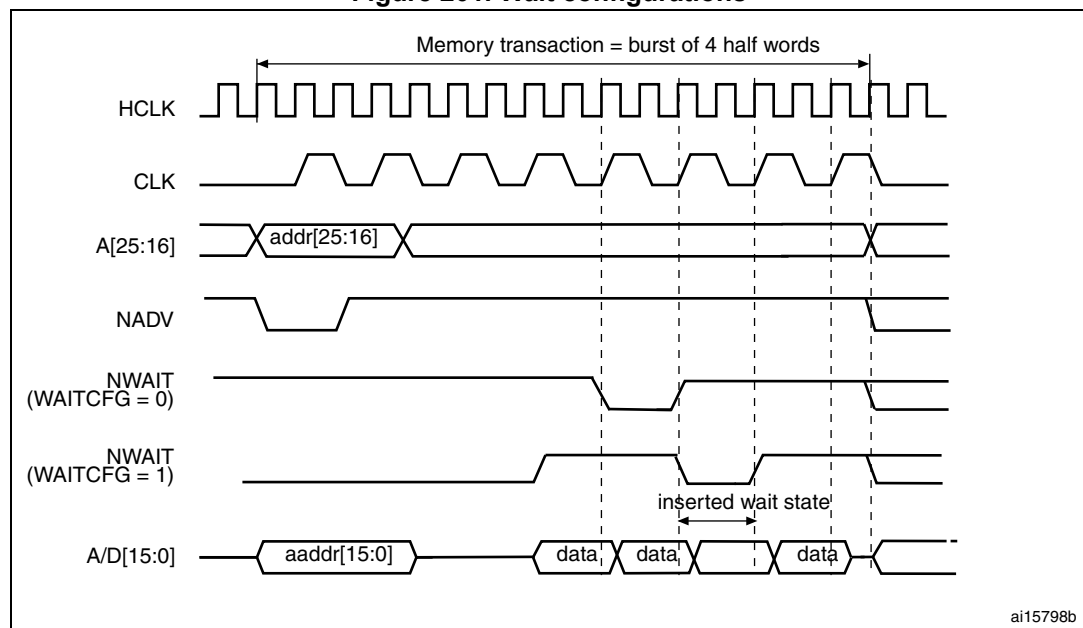 Memory transaction = burst of 4 half words
HCLK
CLK
A[25:16]
addr[25:16]
NADV
NWAIT
(WAITCFG = 0)
NWAIT
(WAITCFG = 1)
inserted wait state
A/D[15:0]
aaddr[15:0]
data
data
data
ai15798b